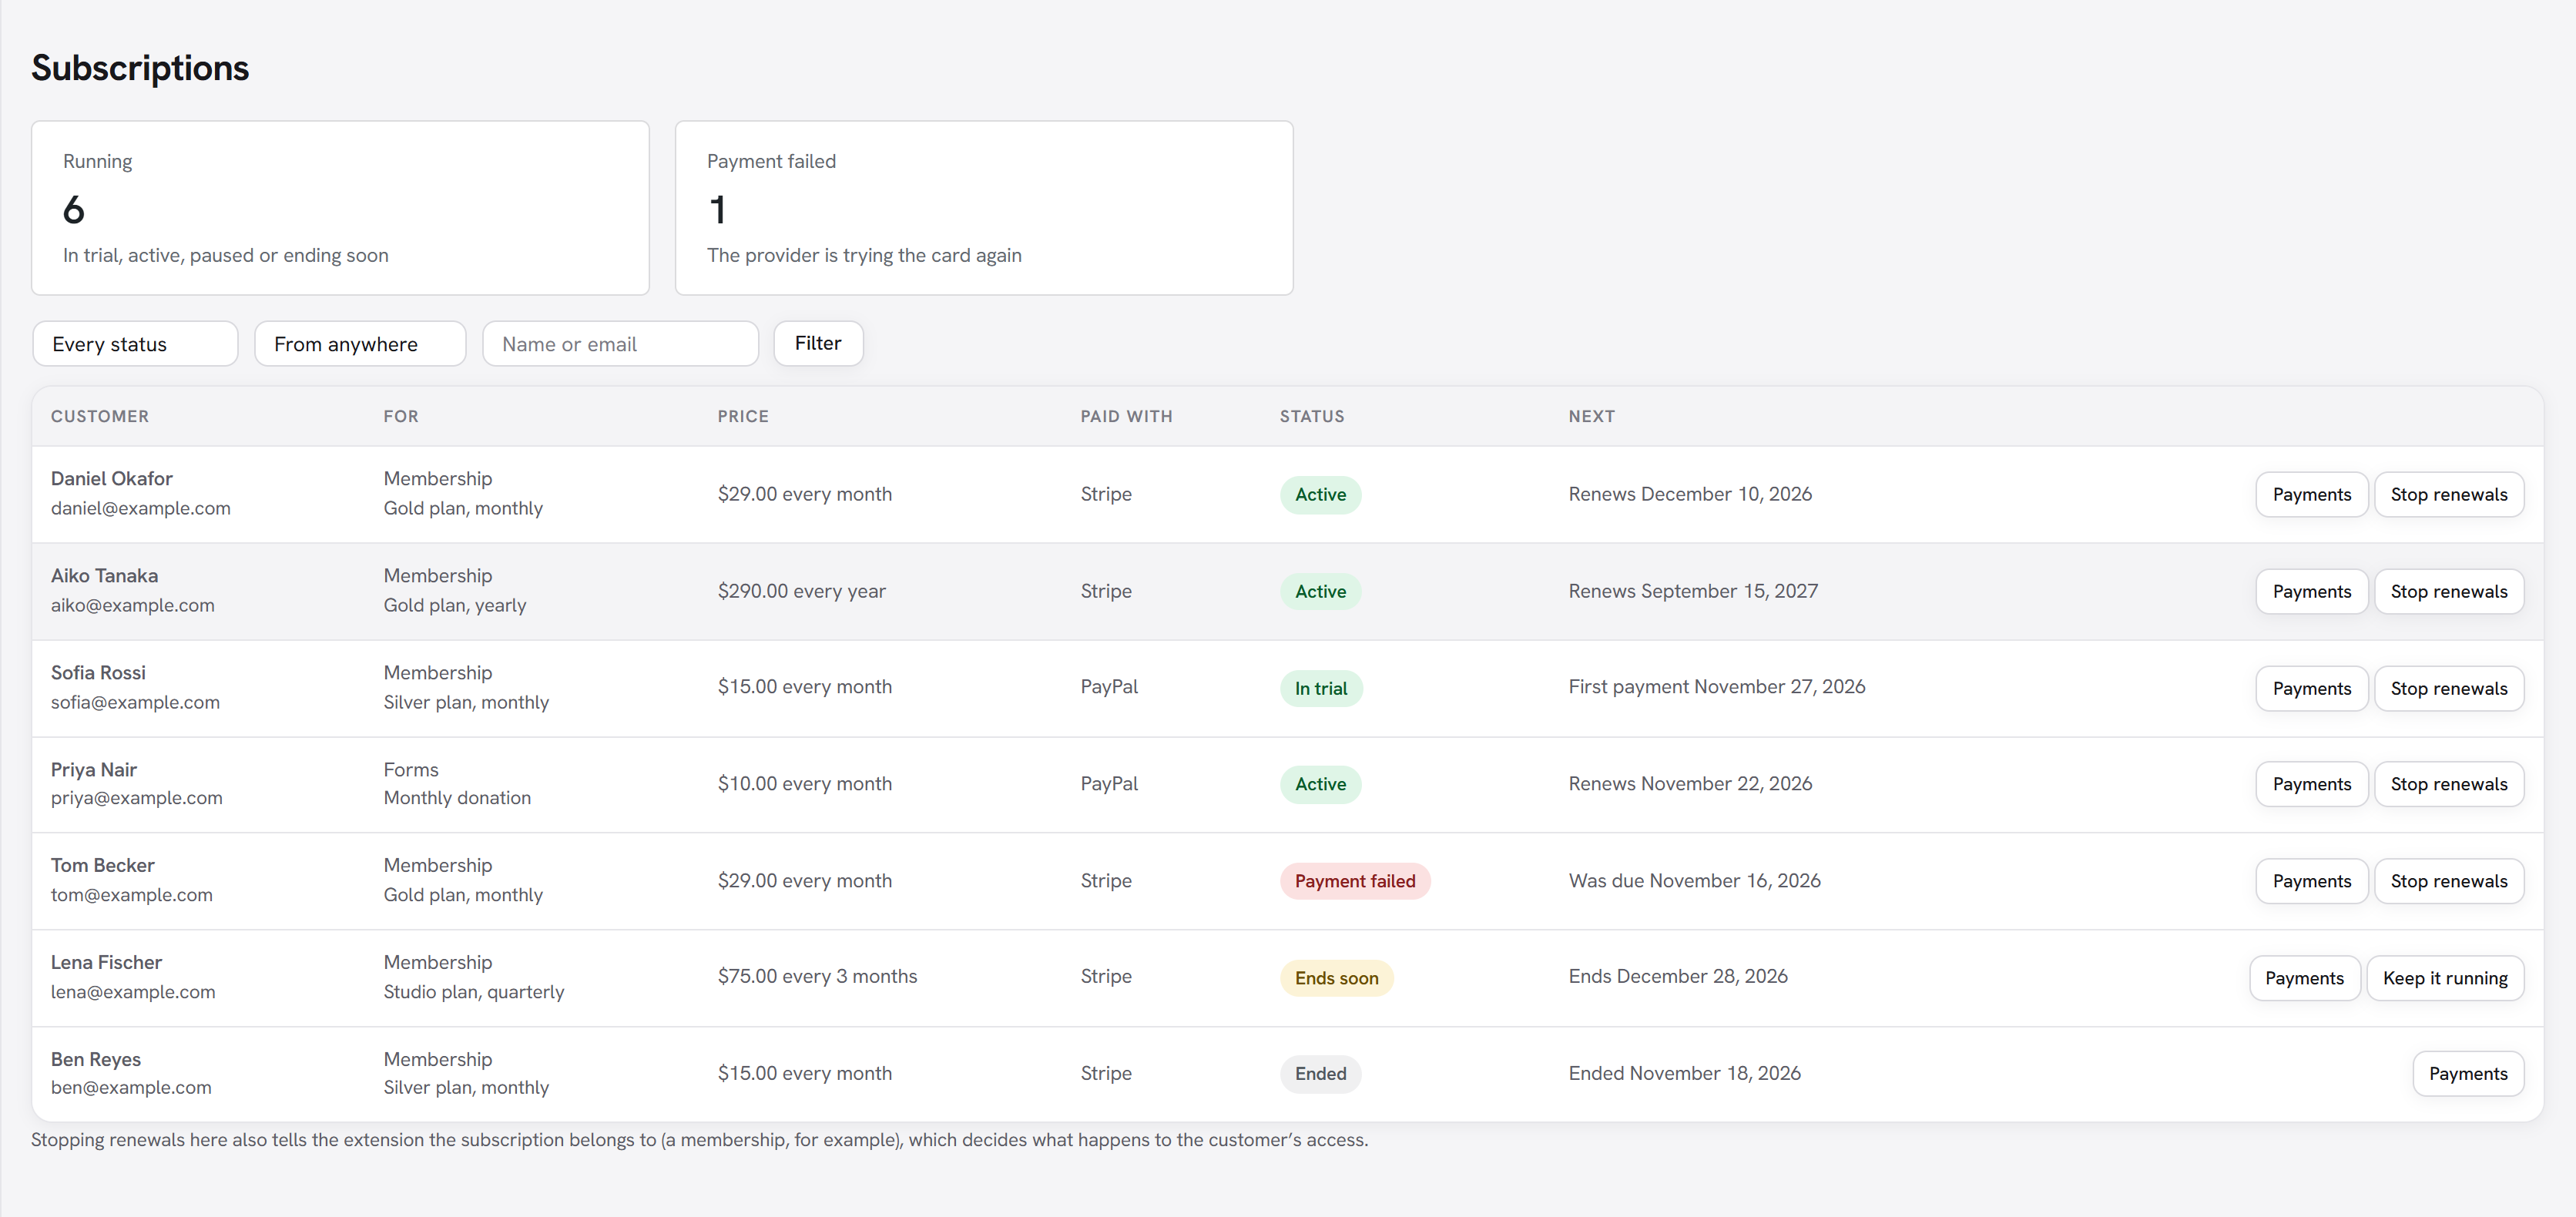 Subscriptions
Running
6
In trial, active, paused or ending soon
Payment failed
1
The provider is trying the card again
Every status
From anywhere
Name or email
Filter
CUSTOMER FOR PRICE PAID WITH STATUS NEXT
Daniel Okafor
daniel@example.com
Membership
Gold plan, monthly
$29.00 every month
Stripe
Active
Renews December 10, 2026
Payments
Stop renewals
Aiko Tanaka
aiko@example.com
Membership
Gold plan, yearly
$290.00 every year
Stripe
Active
Renews September 15, 2027
Payments
Stop renewals
Sofia Rossi
sofia@example.com
Membership
Silver plan, monthly
$15.00 every month
PayPal
In trial
First payment November 27, 2026
Payments
Stop renewals
Priya Nair
priya@example.com
Forms
Monthly donation
$10.00 every month
PayPal
Active
Renews November 22, 2026
Payments
Stop renewals
Tom Becker
tom@example.com
Membership
Gold plan, monthly
$29.00 every month
Stripe
Payment failed
Was due November 16, 2026
Payments
Stop renewals
Lena Fischer
lena@example.com
Membership
Studio plan, quarterly
$75.00 every 3 months
Stripe
Ends soon
Ends December 28, 2026
Payments
Keep it running
Ben Reyes
ben@example.com
Membership
Silver plan, monthly
$15.00 every month
Stripe
Ended
Ended November 18, 2026
Payments
Stopping renewals here also tells the extension the subscription belongs to (a membership, for example), which decides what happens to the customer’s access.